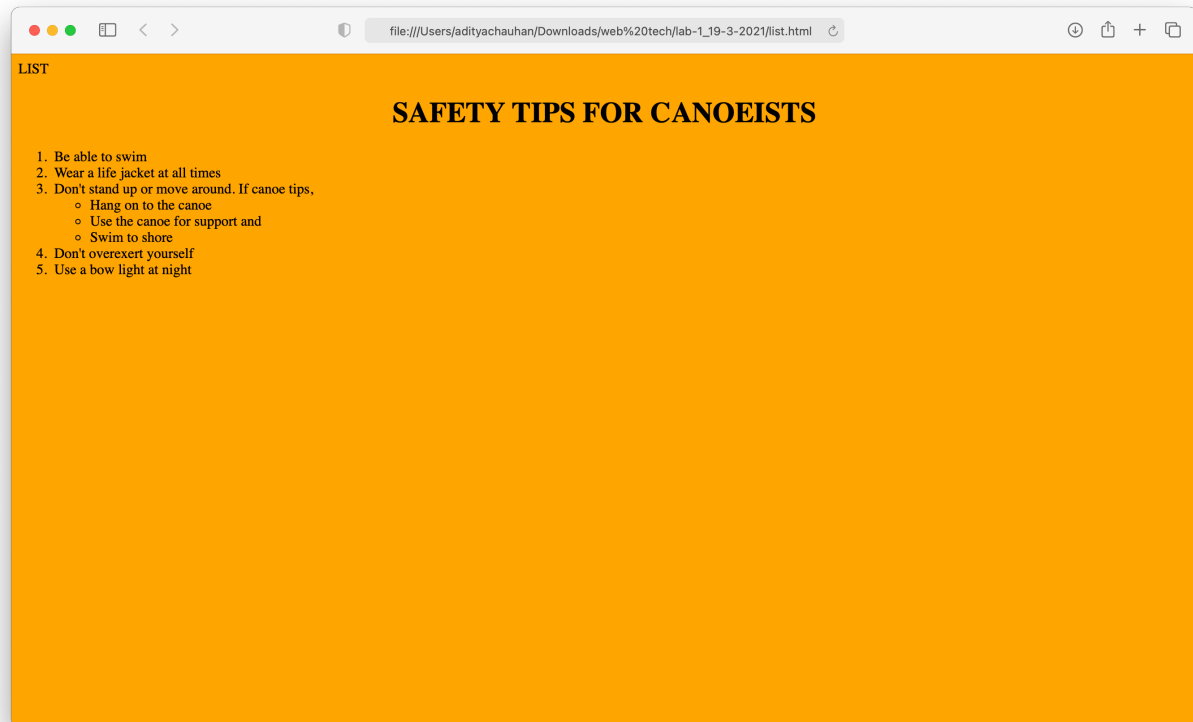 file:///Users/adityachauhan/Downloads/web%20tech/lab-1_19-3-2021/list.html
LIST
SAFETY TIPS FOR CANOEISTS
1. Be able to swim
2. Wear a life jacket at all times
3. Don't stand up or move around. If canoe tips,
◦ Hang on to the canoe
◦ Use the canoe for support and
◦ Swim to shore
4. Don't overexert yourself
5. Use a bow light at night